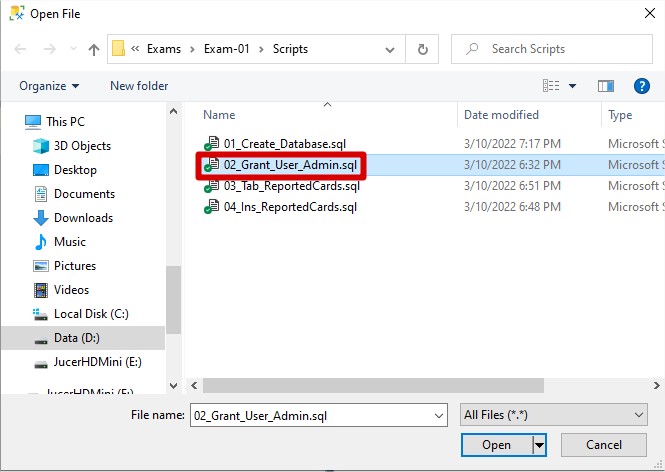 Open File
« Exams › Exam-01 › Scripts
Search Scripts
Organize
New folder
?
Name
Date modified
Type
This PC
3D Objects
Desktop
Documents
Downloads
Music
Pictures
Videos
Local Disk (C:)
Data (D:)
JucerHDMini (E:)
JucerHDMini (E:)
01_Create_Database.sql 3/10/2022 7:17 PM Microsoft S
02_Grant_User_Admin.sql 3/10/2022 6:32 PM Microsoft S
03_Tab_ReportedCards.sql 3/10/2022 6:51 PM Microsoft S
04_Ins_ReportedCards.sql 3/10/2022 6:48 PM Microsoft S
File name: 02_Grant_User_Admin.sql
All Files (*.*)
Open
Cancel